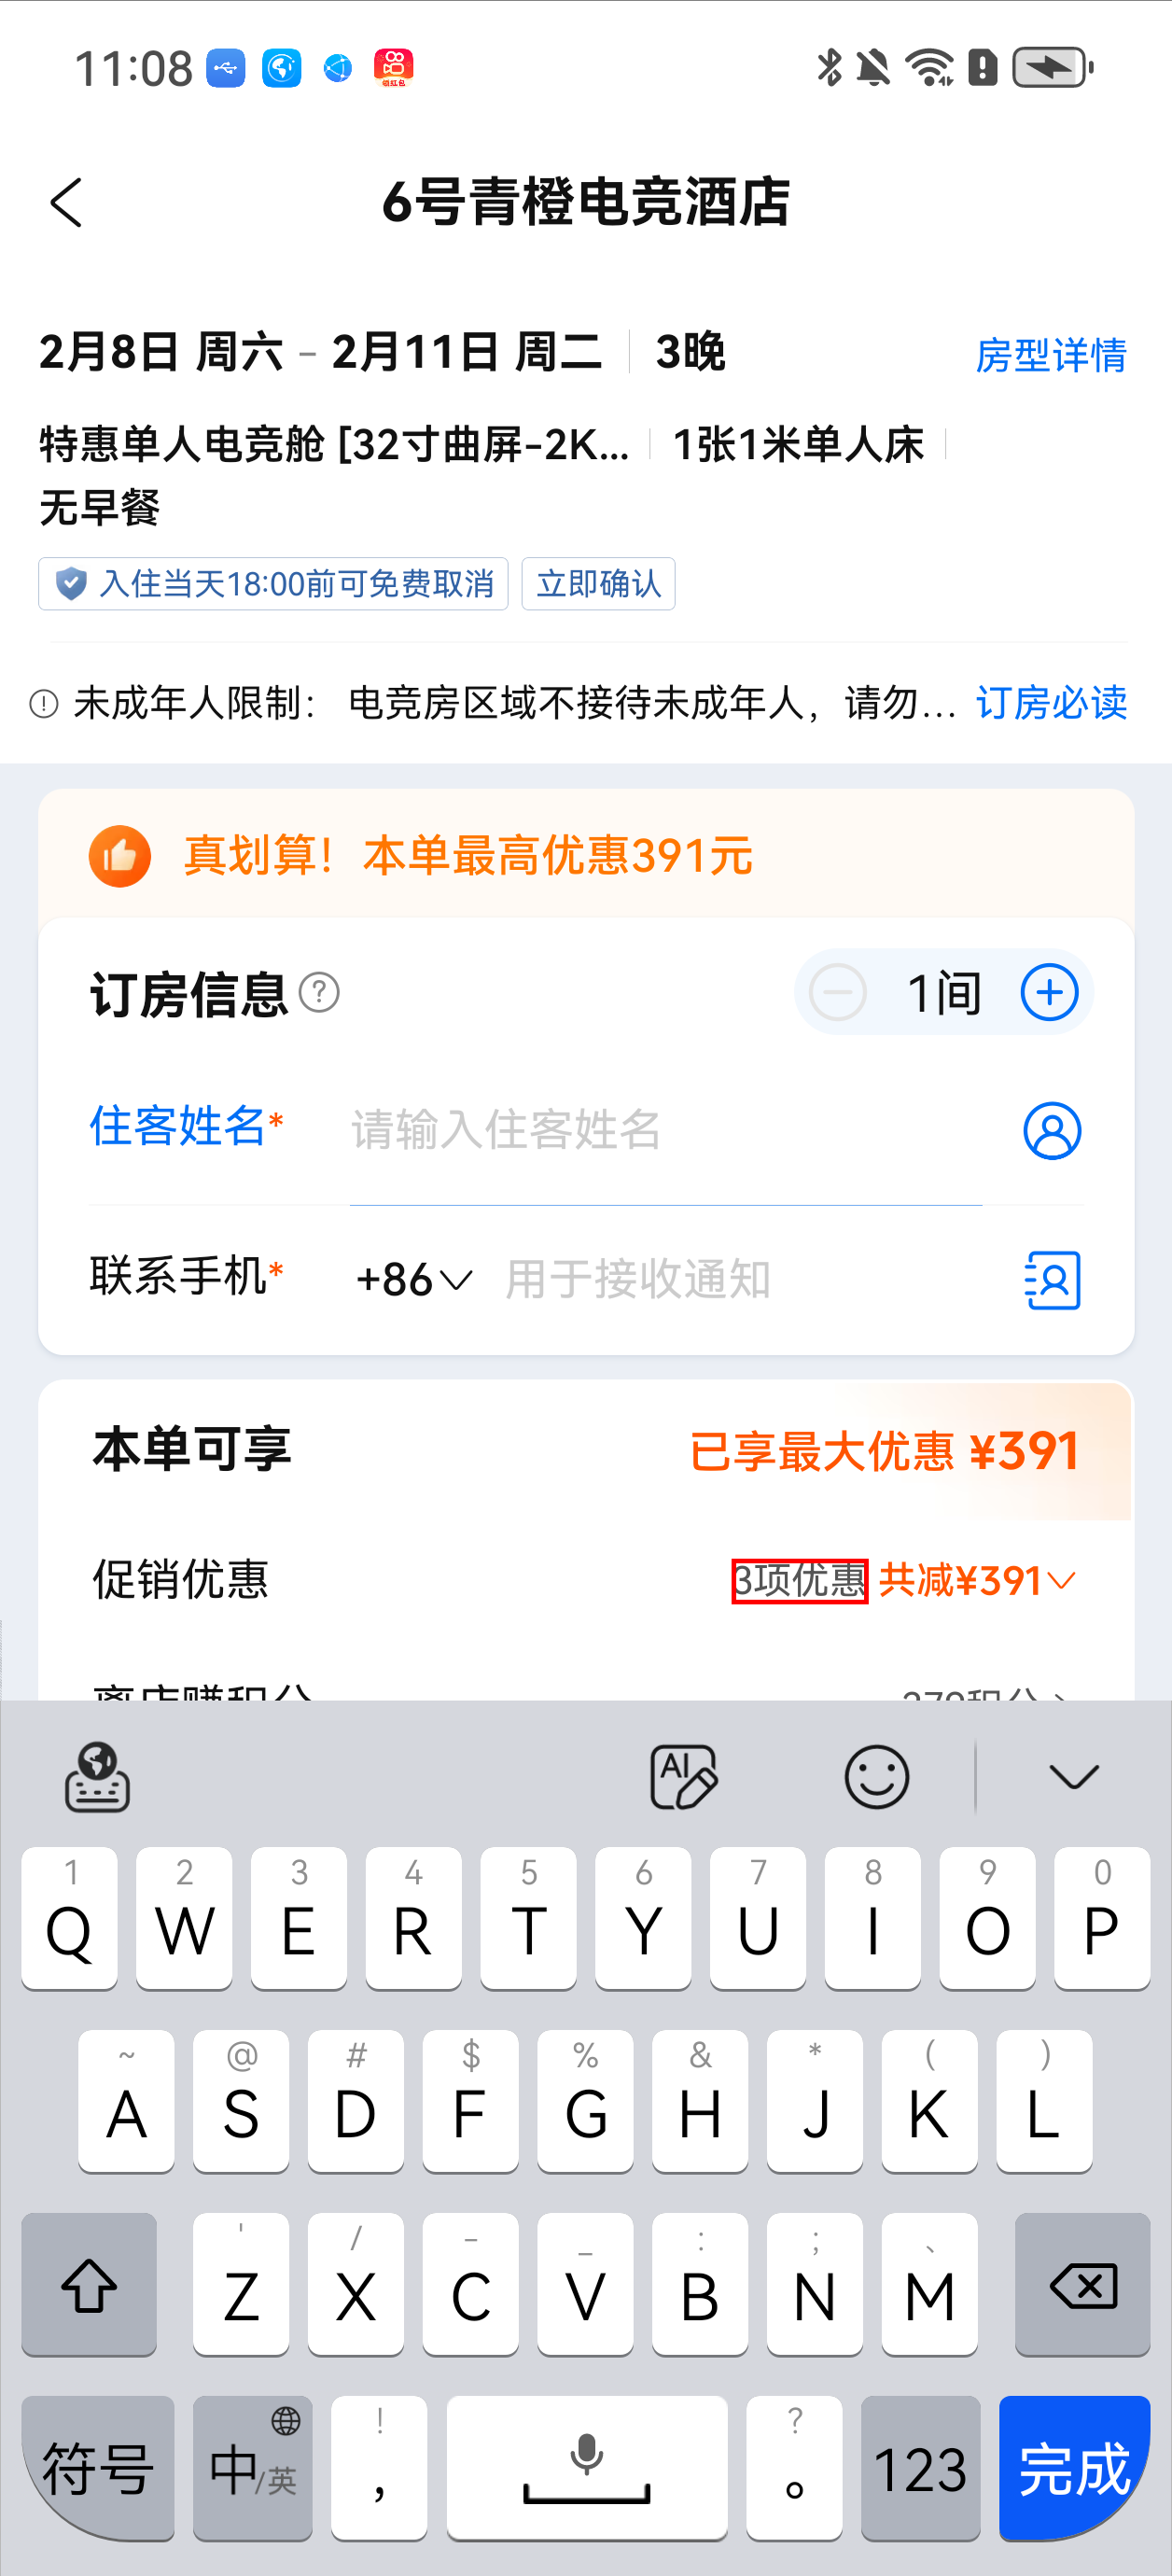 11:08
领红包
6号青橙电竞酒店
2月8日 周六 - 2月11日 周二 3晚 房型详情
特惠单人电竞舱 [32寸曲屏-2K... 1张1米单人床
无早餐
入住当天18:00前可免费取消 立即确认
未成年人限制: 电竞房区域不接待未成年人,请勿... 订房必读
真划算!本单最高优惠391元
订房信息 ? 1间
住客姓名* 请输入住客姓名
联系手机* +86 用于接收通知
本单可享 已享最大优惠 ¥391
促销优惠 3项优惠 共减¥391
商店赚积分
AI
1 2 3 4 5 6 7 8 9 0
Q W E R T Y U I O P
~ @ # $ % & * ( )
A S D F G H J K L
' / - _ : ; 、
Z X C V B N M
! ?
符号 中/英 , 。 123 完成